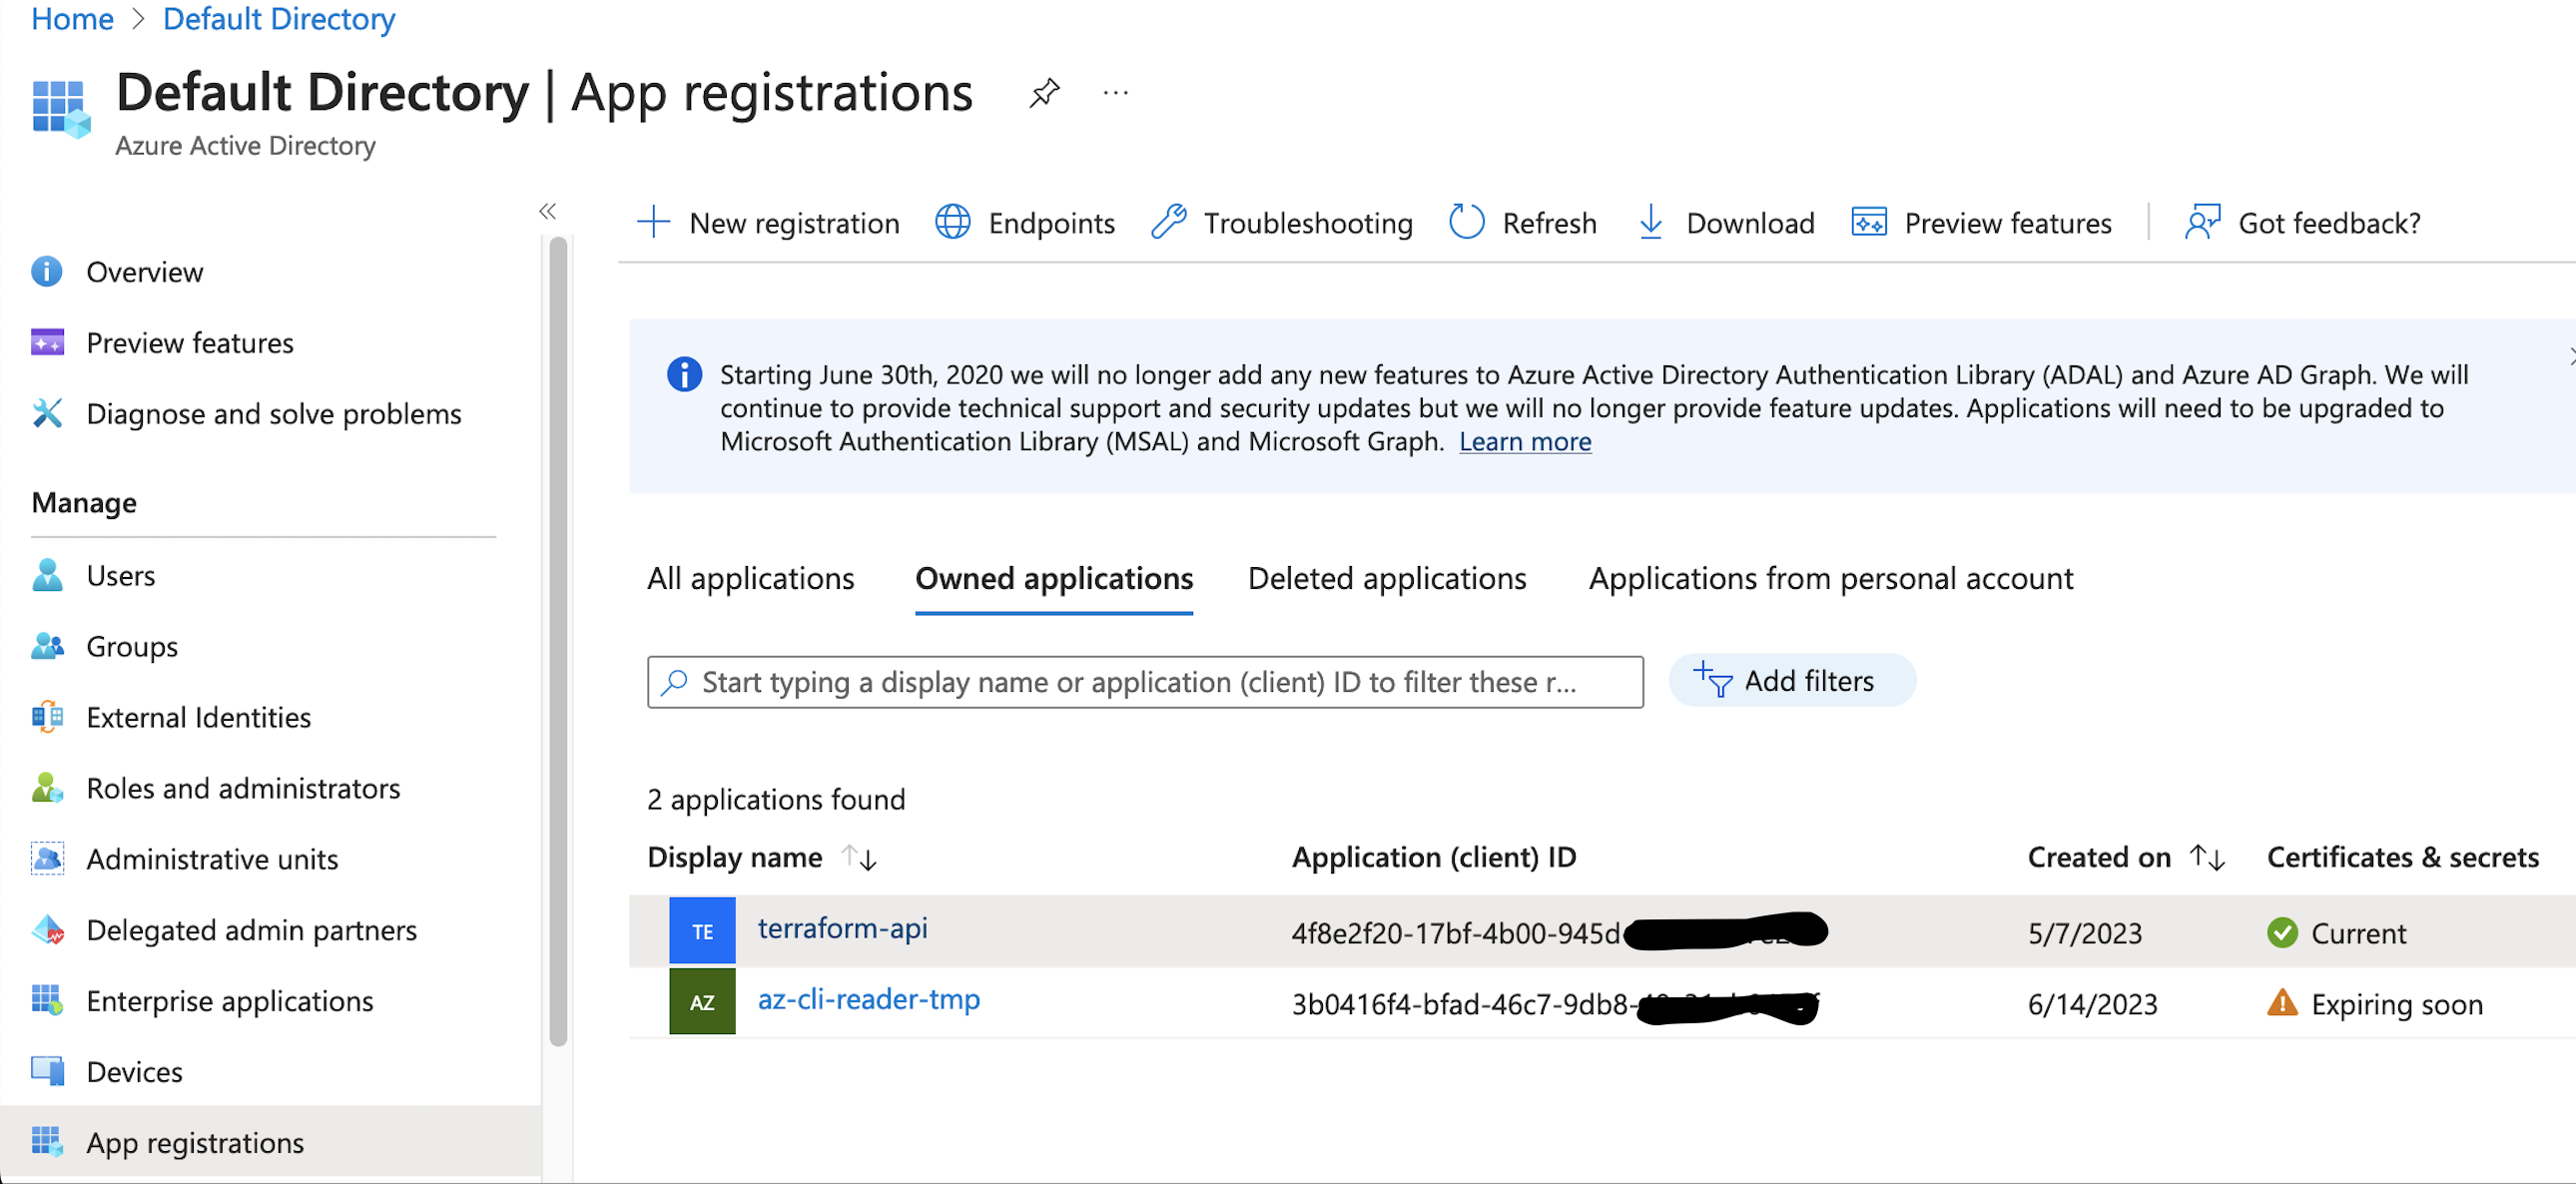 Home > Default Directory
Default Directory | App registrations
...
Azure Active Directory
«
Overview
Preview features
Diagnose and solve problems
Manage
Users
Groups
External Identities
Roles and administrators
Administrative units
Delegated admin partners
Enterprise applications
Devices
App registrations
New registration Endpoints Troubleshooting Refresh Download Preview features Got feedback?
Starting June 30th, 2020 we will no longer add any new features to Azure Active Directory Authentication Library (ADAL) and Azure AD Graph. We will
continue to provide technical support and security updates but we will no longer provide feature updates. Applications will need to be upgraded to
Microsoft Authentication Library (MSAL) and Microsoft Graph. Learn more
All applications Owned applications Deleted applications Applications from personal account
Start typing a display name or application (client) ID to filter these r... Add filters
2 applications found
Display name ↑↓ Application (client) ID Created on ↑↓ Certificates & secrets
TE terraform-api 4f8e2f20-17bf-4b00-945d 5/7/2023 Current
AZ az-cli-reader-tmp 3b0416f4-bfad-46c7-9db8- 6/14/2023 Expiring soon